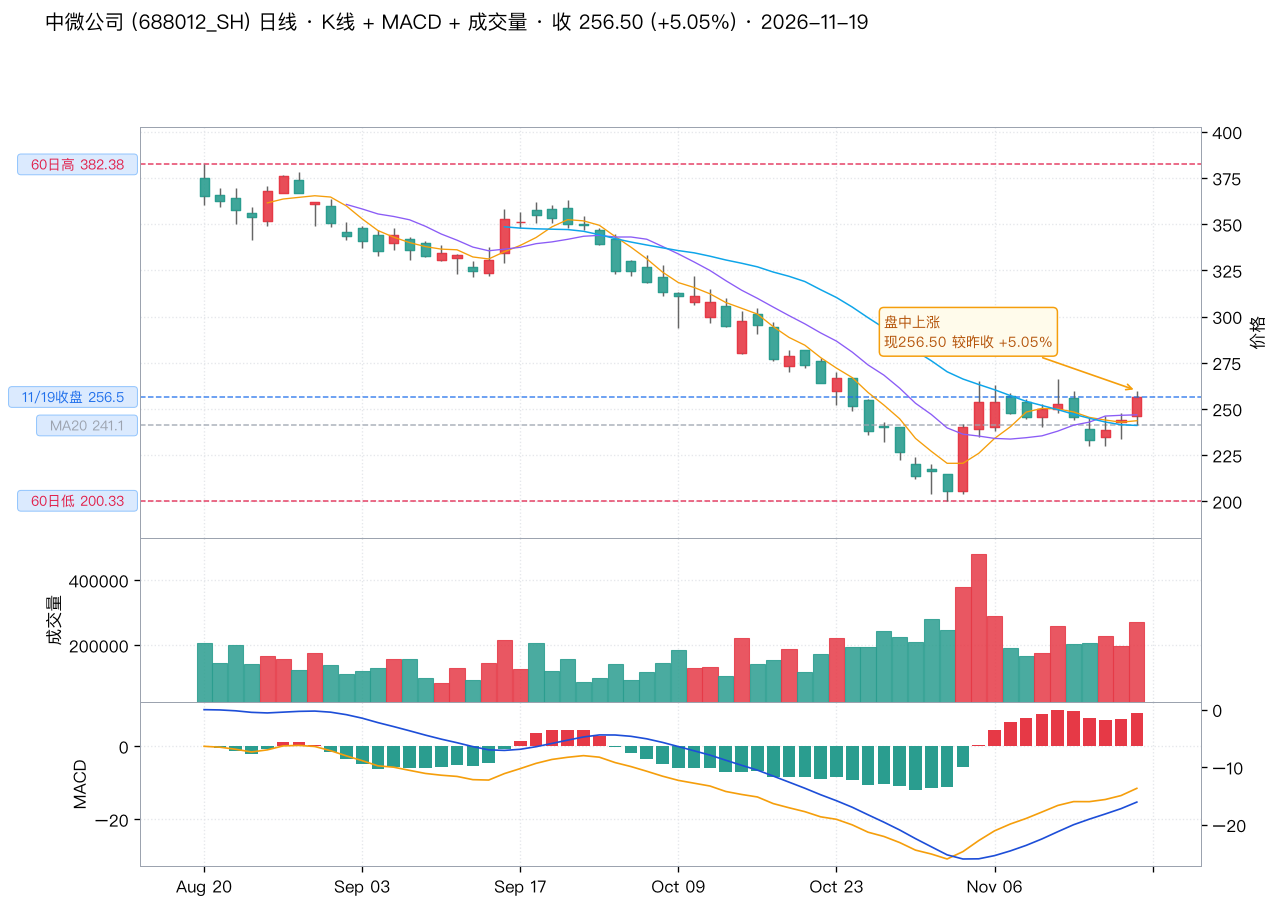 中微公司 (688012_SH) 日线 · K线 + MACD + 成交量 · 收 256.50 (+5.05%) · 2026−11−19
60日高 382.38
11/19收盘 256.5
MA20 241.1
60日低 200.33
盘中上涨
现256.50 较昨收 +5.05%
400
375
350
325
300
275
250
225
200
价格
400000
200000
成交量
0
−20
MACD
0
−10
−20
Aug 20
Sep 03
Sep 17
Oct 09
Oct 23
Nov 06